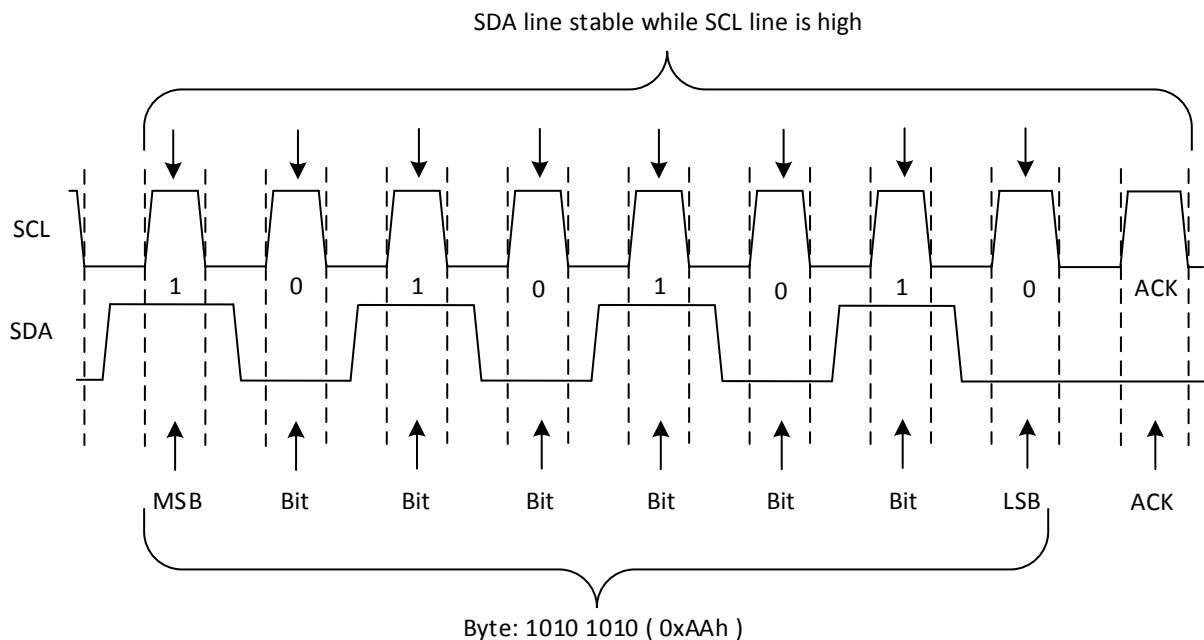 SDA line stable while SCL line is high
SCL
1 0 1 0 1 0 1 0 ACK
SDA
MSB Bit Bit Bit Bit Bit Bit LSB ACK
Byte: 1010 1010 ( 0xAAh )